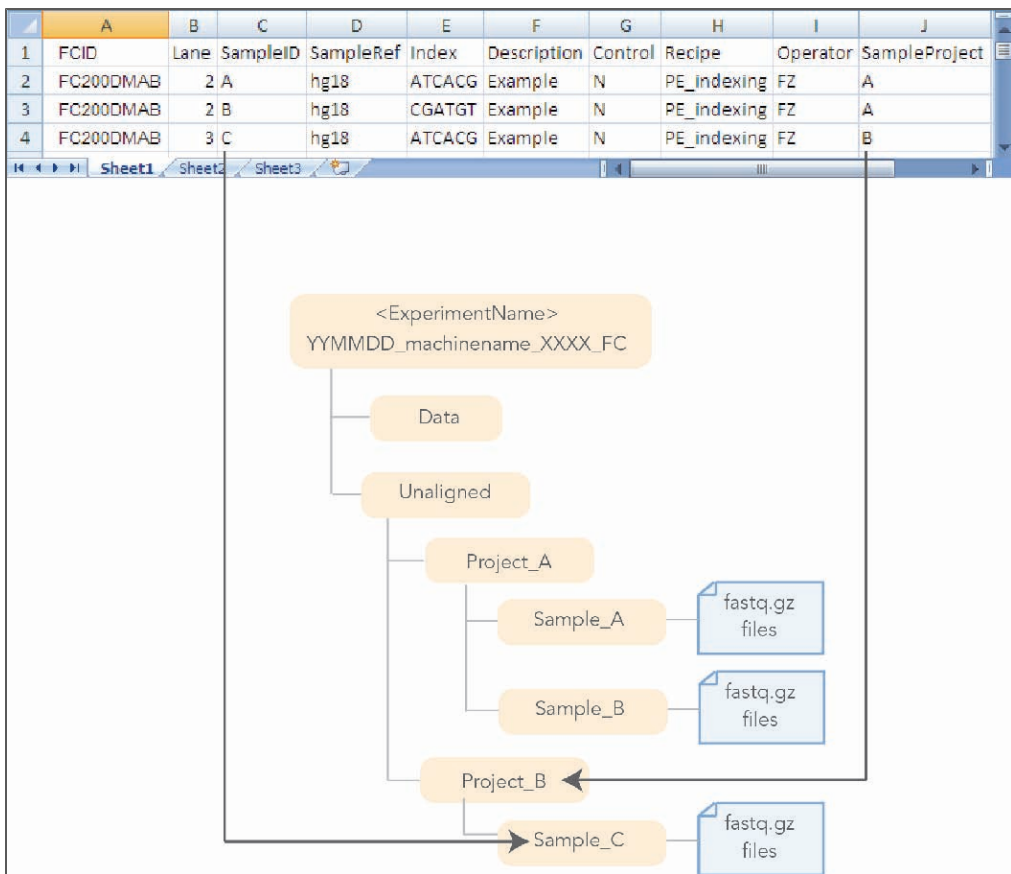 A B C D E F G H I J
1 FCID Lane SampleID SampleRef Index Description Control Recipe Operator SampleProject
2 FC200DMAB 2 A hg18 ATCACG Example N PE_indexing FZ A
3 FC200DMAB 2 B hg18 CGATGT Example N PE_indexing FZ A
4 FC200DMAB 3 C hg18 ATCACG Example N PE_indexing FZ B
Sheet1 Sheet2 Sheet3
<ExperimentName>
YYMMDD_machinename_XXXX_FC
Data
Unaligned
Project_A
Sample_A
fastq.gz
files
Sample_B
fastq.gz
files
Project_B
Sample_C
fastq.gz
files